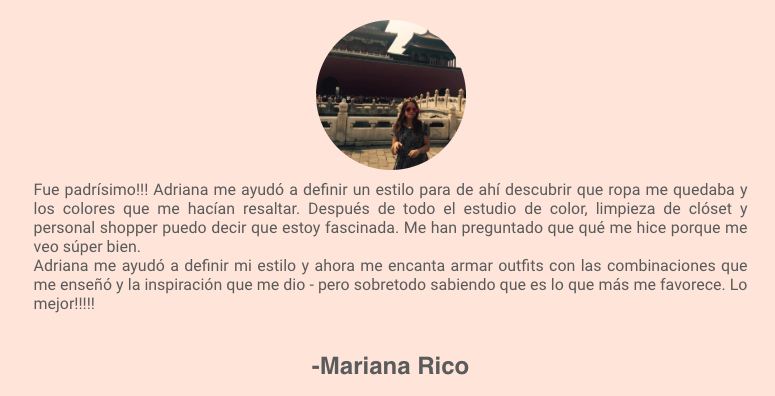 Fue padrísimo!!! Adriana me ayudó a definir un estilo para de ahí descubrir que ropa me quedaba y
los colores que me hacían resaltar. Después de todo el estudio de color, limpieza de clóset y
personal shopper puedo decir que estoy fascinada. Me han preguntado que qué me hice porque me
veo súper bien.
Adriana me ayudó a definir mi estilo y ahora me encanta armar outfits con las combinaciones que
me enseñó y la inspiración que me dio - pero sobretodo sabiendo que es lo que más me favorece. Lo
mejor!!!!!
-Mariana Rico